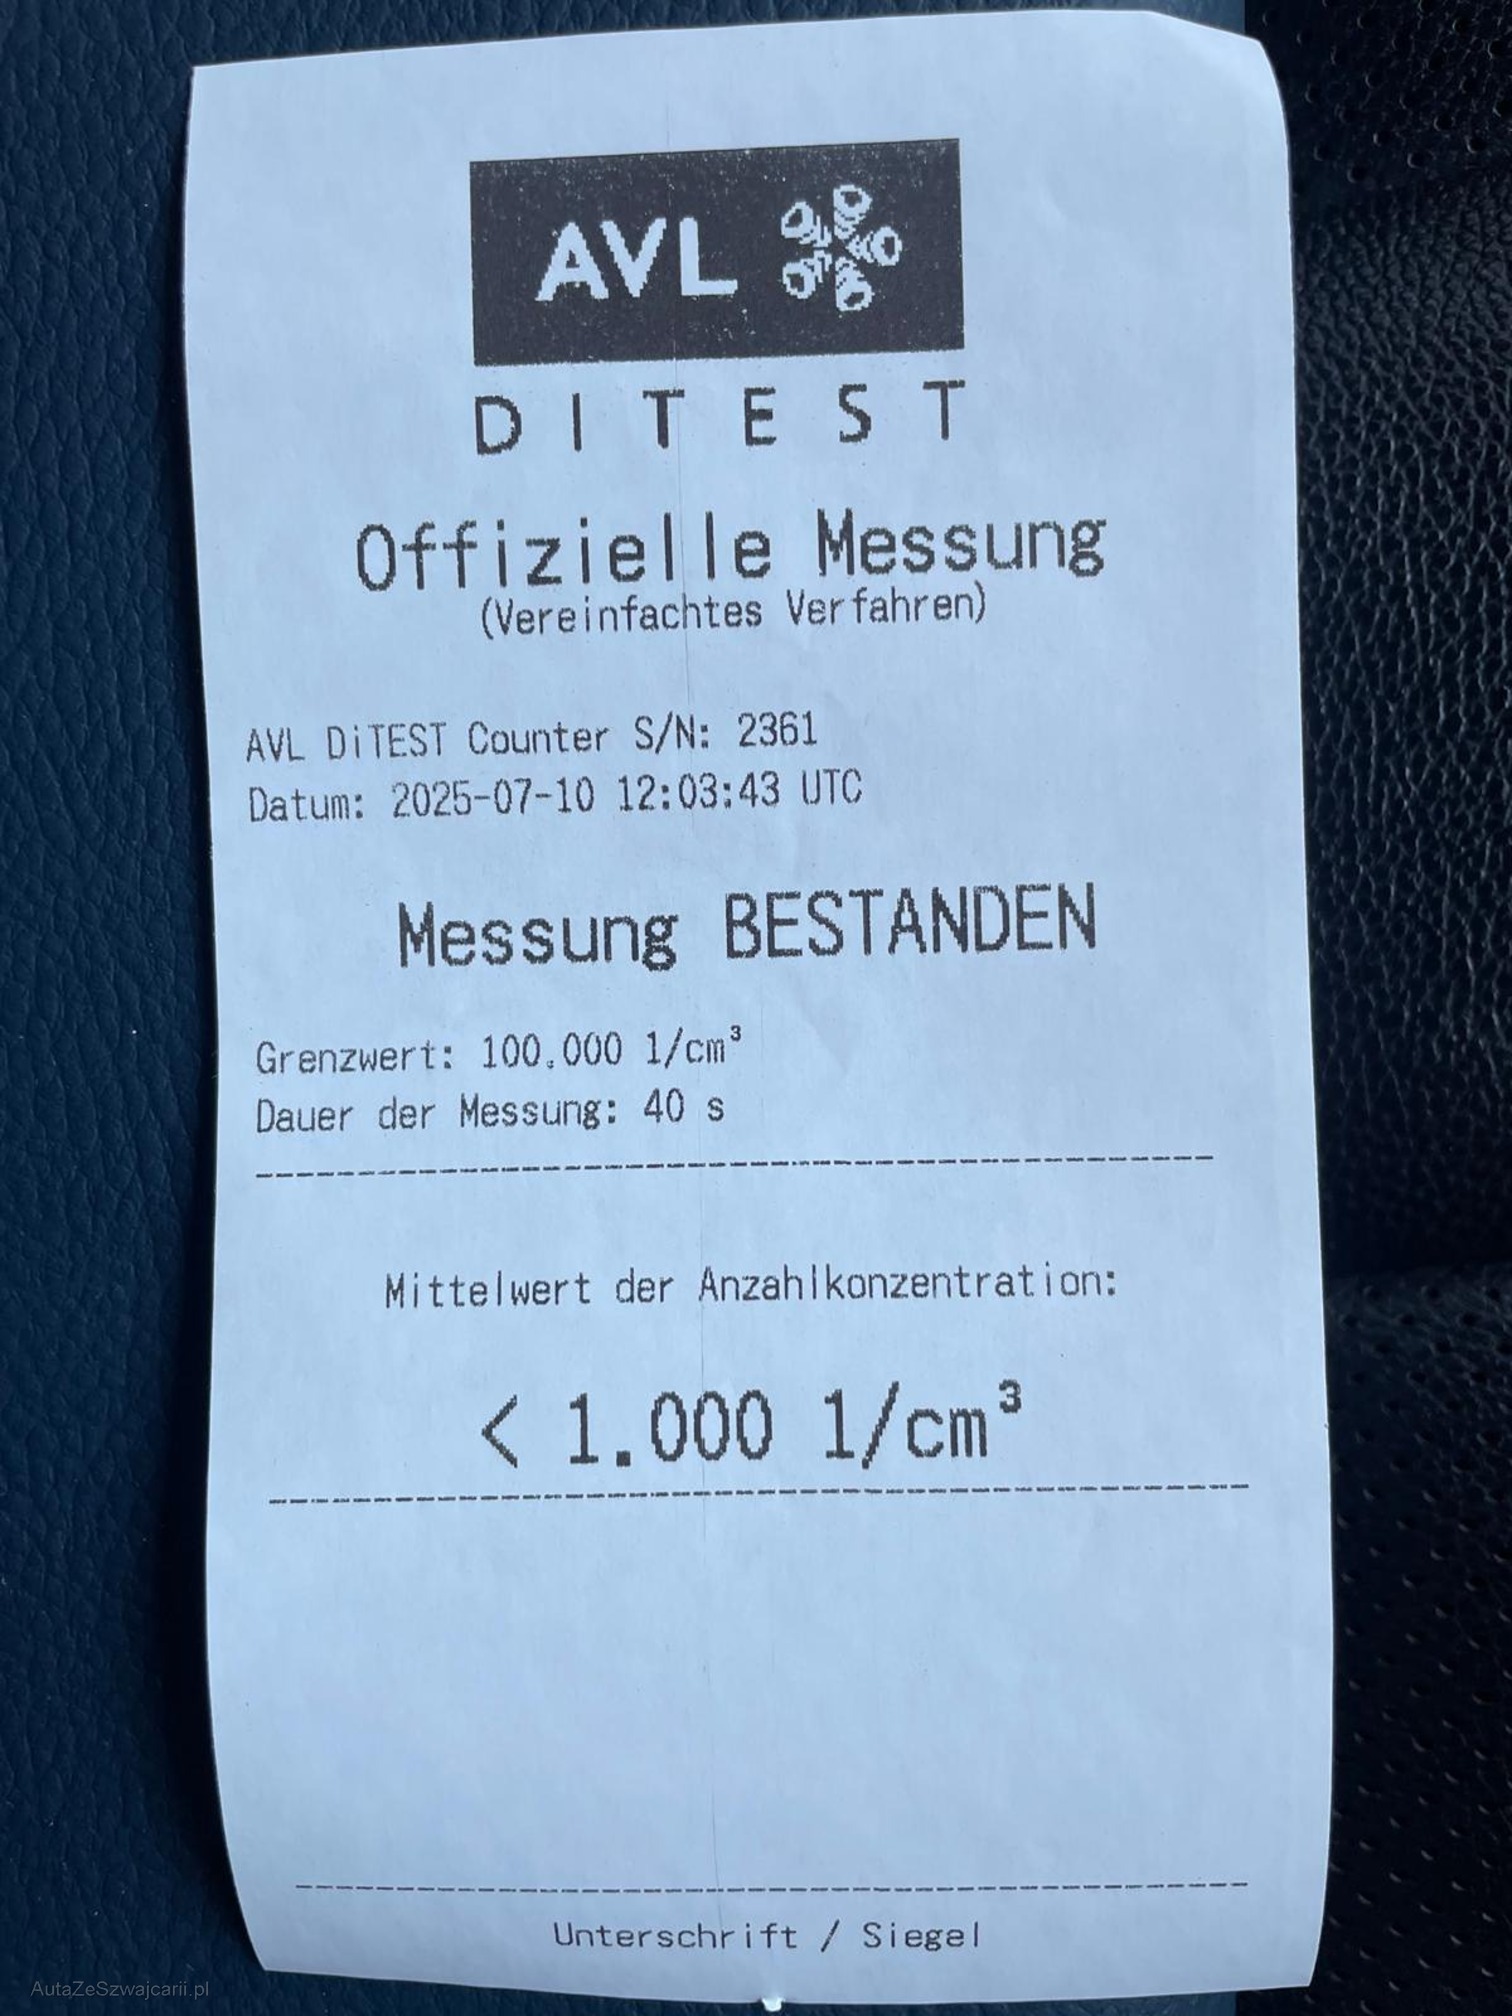 AVL
DITEST
Offizielle Messung
(Vereinfachtes Verfahren)
AVL DiTEST Counter S/N: 2361
Datum: 2025-07-10 12:03:43 UTC
Messung BESTANDEN
Grenzwert: 100.000 1/cm³
Dauer der Messung: 40 s
Mittelwert der Anzahlkonzentration:
< 1.000 1/cm³
Unterschrift / Siegel
AutaZeSzwajcarii.pl